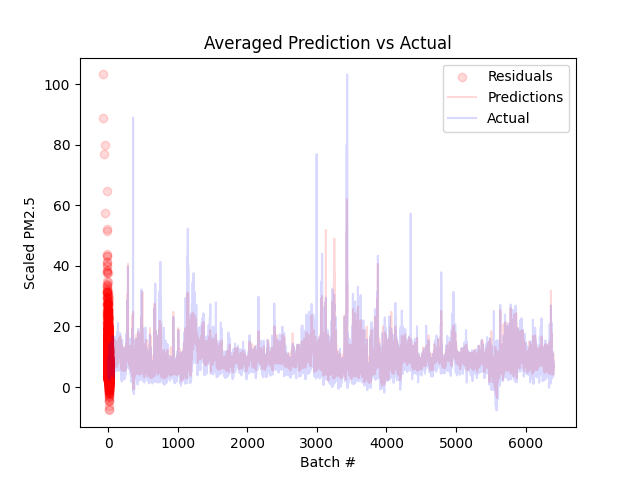 Averaged Prediction vs Actual
Residuals
Predictions
Actual
Scaled PM2.5
100
80
60
40
20
0
0 1000 2000 3000 4000 5000 6000
Batch #